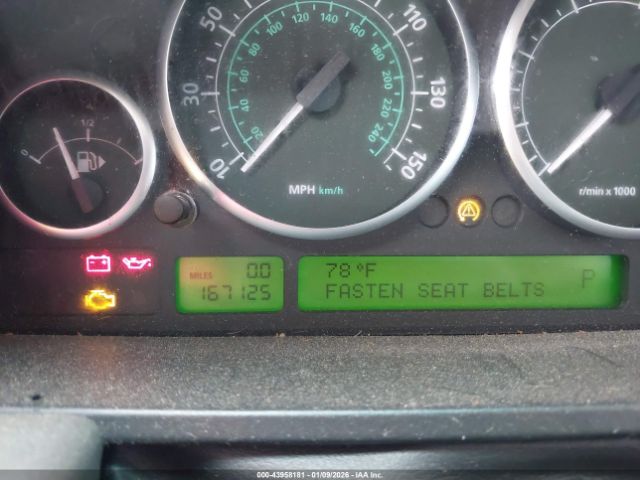 50
110
30
130
10
150
20 40 60 80 100 120 140 160 180 200 220 240
MPH km/h
0 1/2
r/min x 1000
MILES 0.0
167125
78°F
FASTEN SEAT BELTS
P
000-43958181 - 01/09/2026 - IAA Inc.